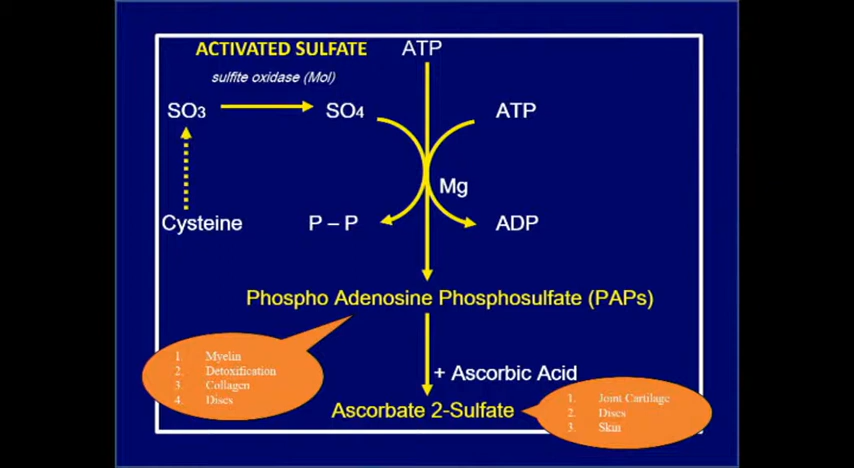 ACTIVATED SULFATE
ATP
sulfite oxidase (Mol)
SO3
SO4
ATP
Mg
Cysteine
P – P
ADP
Phospho Adenosine Phosphosulfate (PAPs)
1 Myelin
2 Detoxification
3 Collagen
4. Discs
+ Ascorbic Acid
Ascorbate 2-Sulfate
1. Joint Cartilage
2. Discs
3. Skin